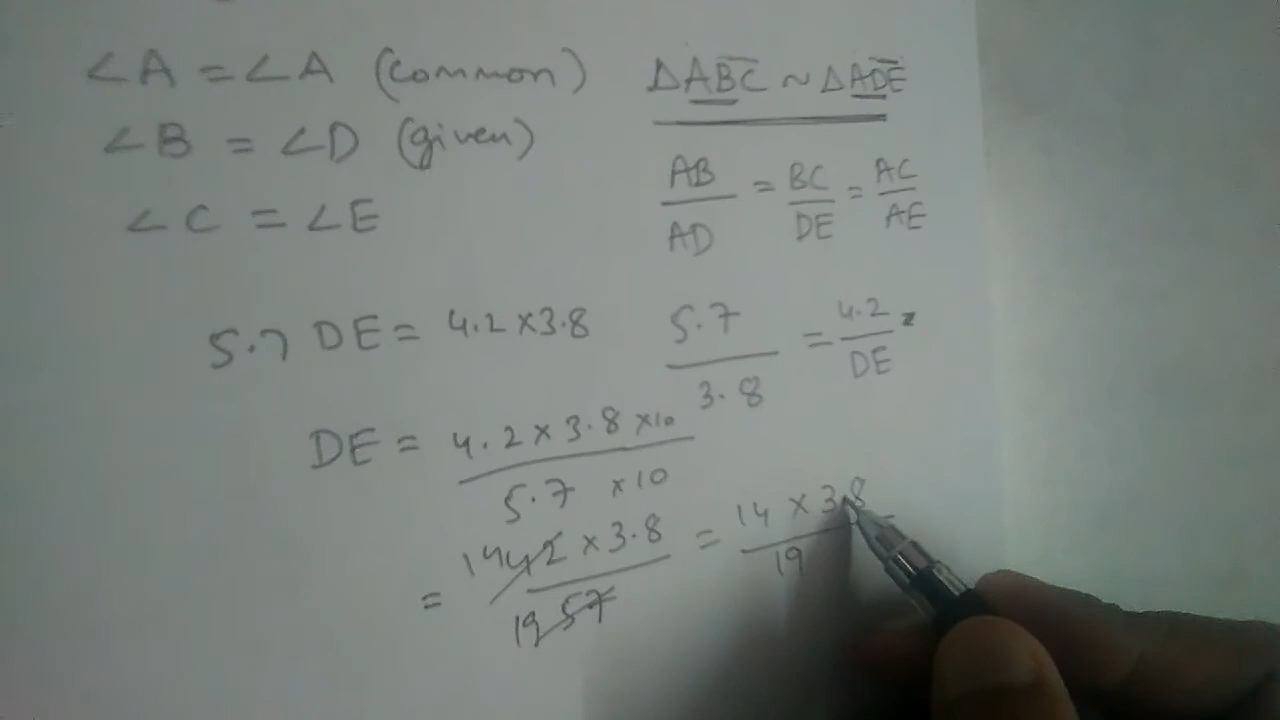 ∠A = ∠A (common)
∠B = ∠D (given)
∠C = ∠E
ΔABC ~ ΔADE
AB/AD = BC/DE = AC/AE
5.7/3.8 = 4.2/DE
5.7 DE = 4.2 × 3.8
DE = 4.2 × 3.8 × 10 / 5.7 × 10
= 14 42 × 3.8 / 19 57 = 14 × 3.8 / 19